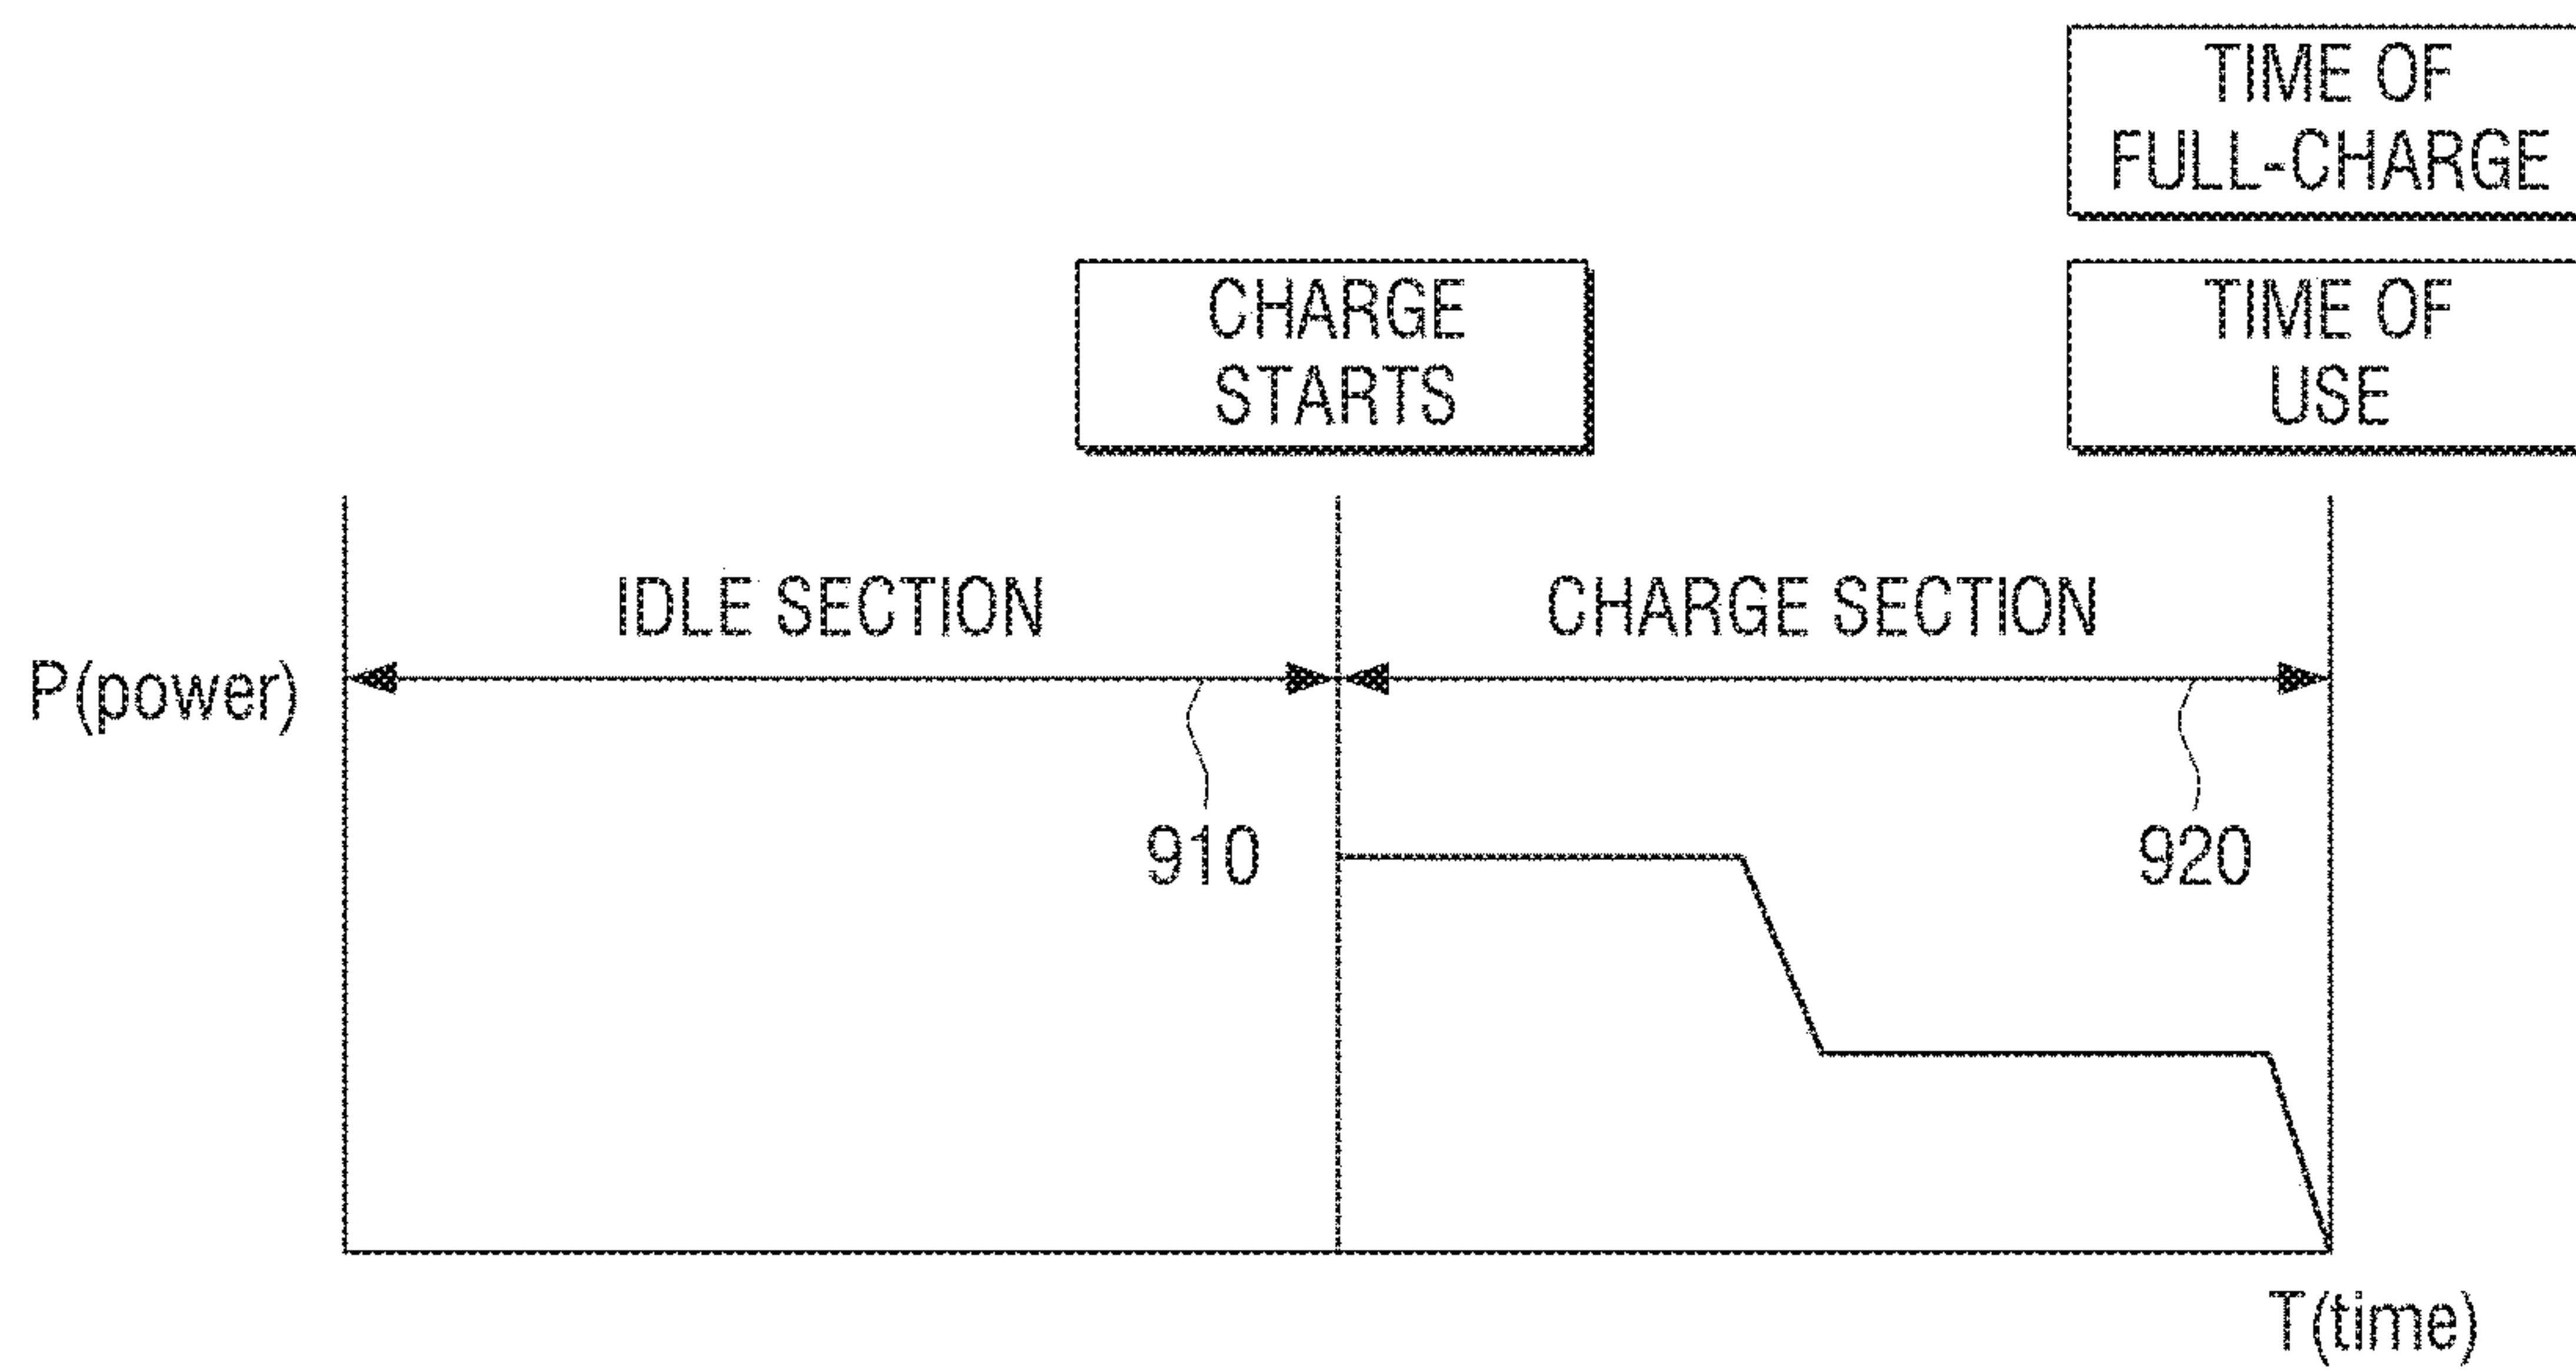 TIME OF
FULL-CHARGE
CHARGE
STARTS
TIME OF
USE
IDLE SECTION
CHARGE SECTION
P(power)
910
920
T(time)